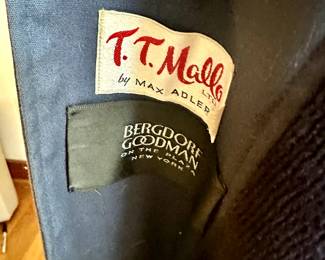 T.T. Malle
LTD.
by MAX ADLER
BERGDORF
GOODMAN
ON THE PLAZA
NEW YORK